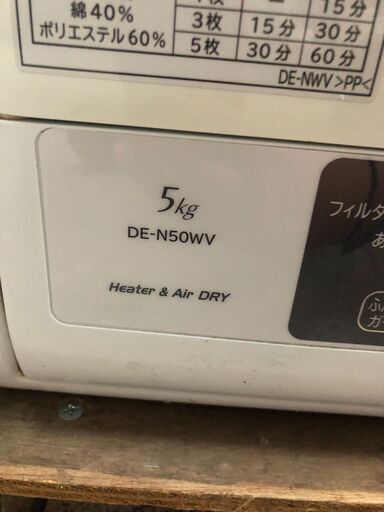 15分
綿40%
ポリエステル60%
3枚 15分 30分
5枚 30分 60分
DE-NWV >PP<
5kg
DE-N50WV
Heater & Air DRY
フィルタ
あ
ふ
ガ